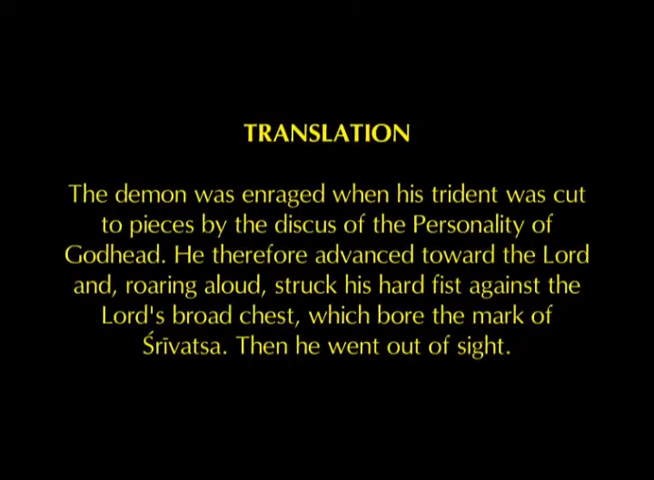 TRANSLATION
The demon was enraged when his trident was cut
to pieces by the discus of the Personality of
Godhead. He therefore advanced toward the Lord
and, roaring aloud, struck his hard fist against the
Lord's broad chest, which bore the mark of
Śrīvatsa. Then he went out of sight.